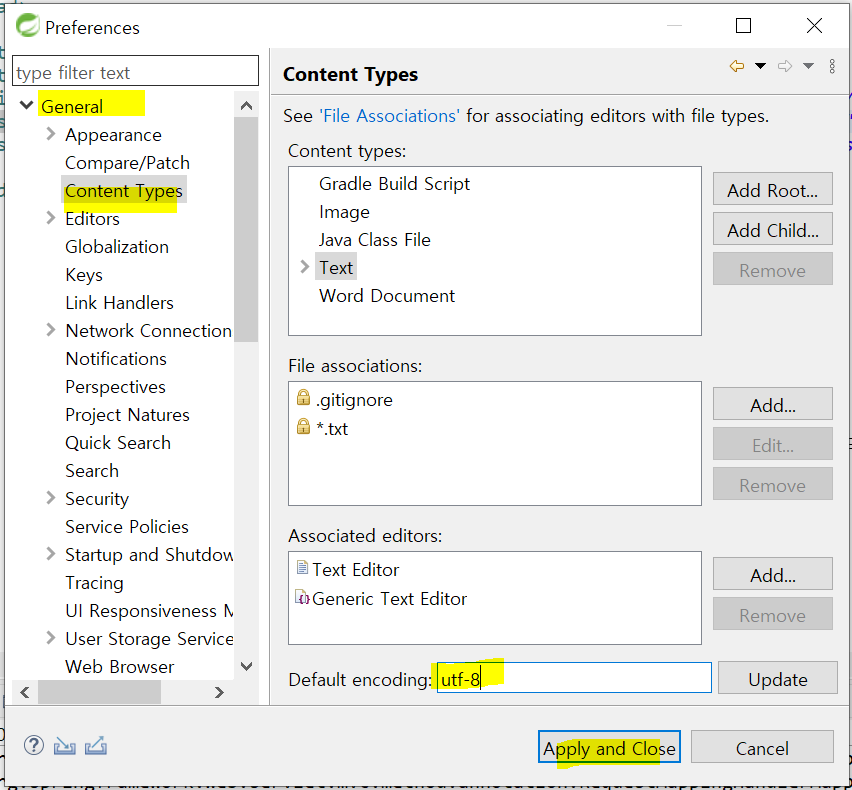 Preferences
type filter text
General
Appearance
Compare/Patch
Content Types
Editors
Globalization
Keys
Link Handlers
Network Connection
Notifications
Perspectives
Project Natures
Quick Search
Search
Security
Service Policies
Startup and Shutdow
Tracing
UI Responsiveness M
User Storage Service
Web Browser
Content Types
See 'File Associations' for associating editors with file types.
Content types:
Gradle Build Script
Image
Java Class File
Text
Word Document
Add Root...
Add Child...
Remove
File associations:
.gitignore
*.txt
Add...
Edit...
Remove
Associated editors:
Text Editor
Generic Text Editor
Add...
Remove
Default encoding: utf-8
Update
Apply and Close
Cancel